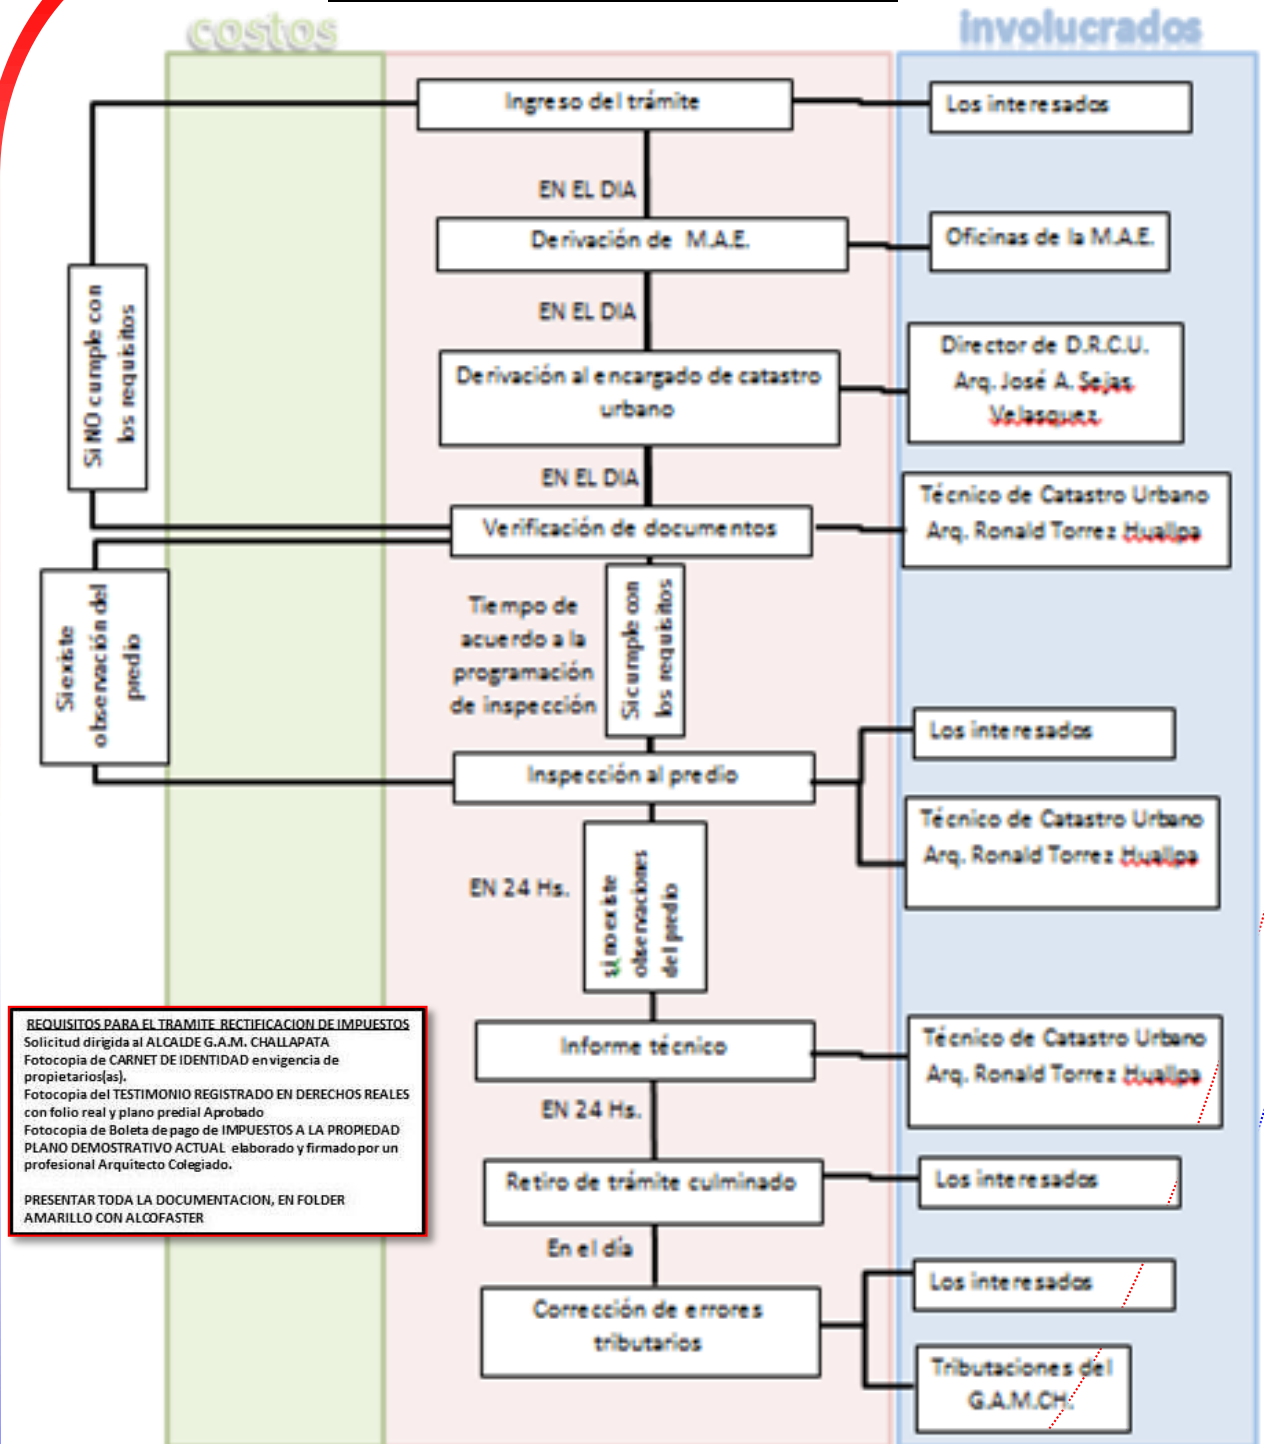 costos
involucrados
Ingreso del trámite
Los interesados
EN EL DIA
Derivación de M.A.E.
Oficinas de la M.A.E.
EN EL DIA
Si NO cumple con
los requisitos
Derivación al encargado de catastro
urbano
Director de D.R.C.U.
Arq. José A. Sejas
Velasquez
EN EL DIA
Verificación de documentos
Técnico de Catastro Urbano
Arq. Ronald Torrez Huallpa
Si existe
observación del
predio
Tiempo de
acuerdo a la
programación
de inspección
Si cumple con
los requisitos
Inspección al predio
Los interesados
Técnico de Catastro Urbano
Arq. Ronald Torrez Huallpa
EN 24 Hs.
si no existe
observaciones
del predio
REQUISITOS PARA EL TRAMITE RECTIFICACION DE IMPUESTOS
Solicitud dirigida al ALCALDE G.A.M. CHALLAPATA
Fotocopia de CARNET DE IDENTIDAD en vigencia de
propietarios(as).
Fotocopia del TESTIMONIO REGISTRADO EN DERECHOS REALES
con folio real y plano predial Aprobado
Fotocopia de Boleta de pago de IMPUESTOS A LA PROPIEDAD
PLANO DEMOSTRATIVO ACTUAL elaborado y firmado por un
profesional Arquitecto Colegiado.
PRESENTAR TODA LA DOCUMENTACION, EN FOLDER
AMARILLO CON ALCOFASTER
Informe técnico
Técnico de Catastro Urbano
Arq. Ronald Torrez Huallpa
EN 24 Hs.
Retiro de trámite culminado
Los interesados
En el día
Corrección de errores
tributarios
Los interesados
Tributaciones del
G.A.M.CH.